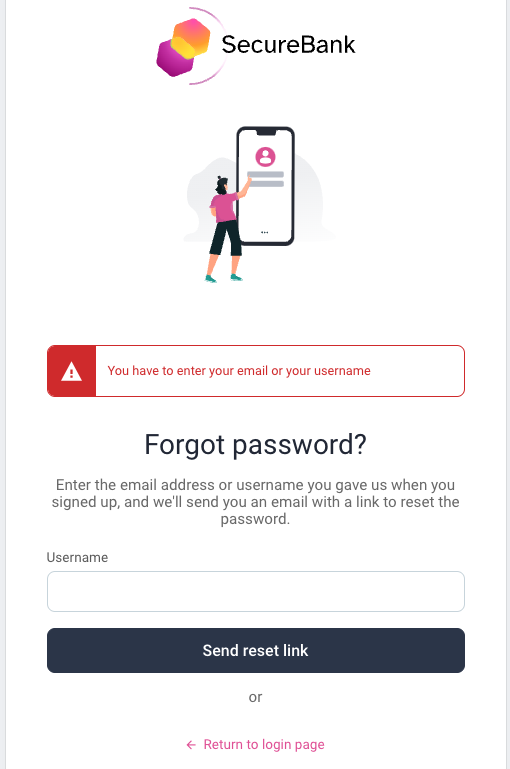 SecureBank
You have to enter your email or your username
Forgot password?
Enter the email address or username you gave us when you
signed up, and we'll send you an email with a link to reset the
password.
Username
Send reset link
or
← Return to login page